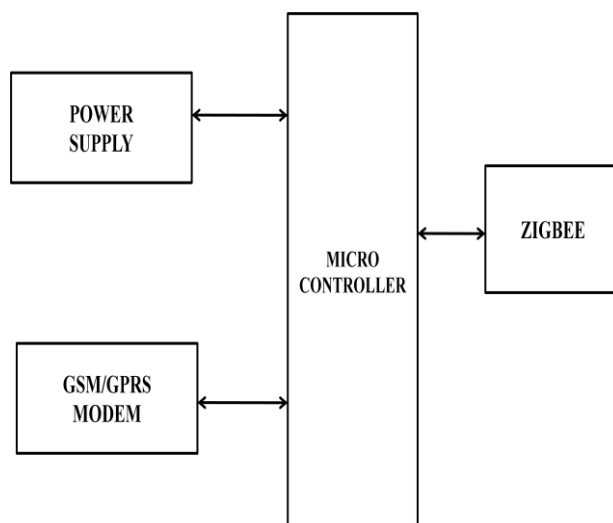 POWER
SUPPLY
MICRO
CONTROLLER
ZIGBEE
GSM/GPRS
MODEM